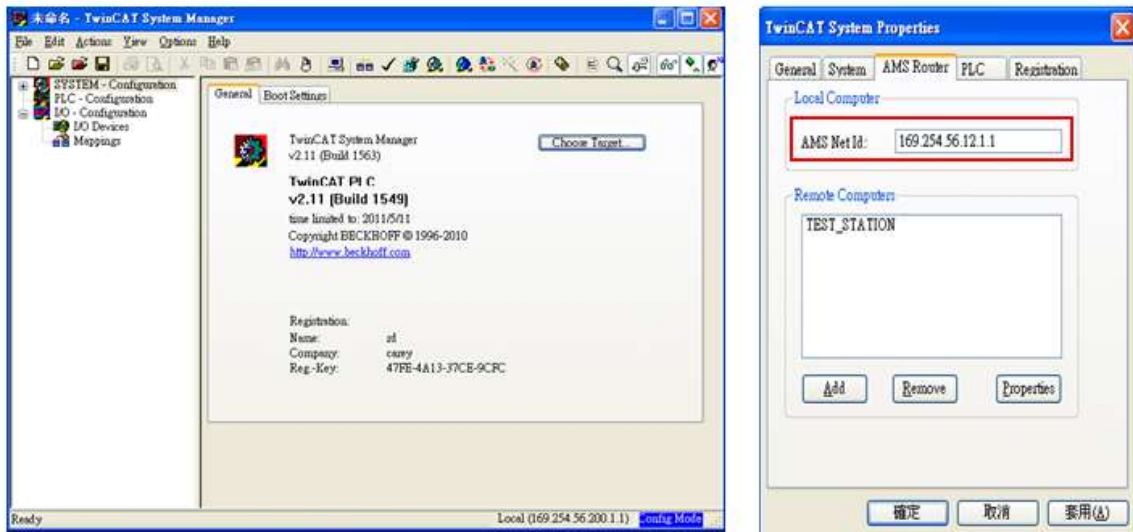 未命名 - TwinCAT System Manager
File Edit Actions View Options Help
SYSTEM - Configuration
PLC - Configuration
I/O - Configuration
I/O Devices
Mappings
General Boot Settings
TwinCAT System Manager
v2.11 (Build 1563)
Choose Target...
TwinCAT PLC
v2.11 (Build 1549)
time limited to: 2011/5/11
Copyright BECKHOFF © 1996-2010
http://www.beckhoff.com
Registration:
Name: zd
Company: carey
Reg.-Key: 47FE-4A13-37CE-9CFC
Ready
Local (169.254.56.200.1.1) Config Mode
TwinCAT System Properties
General System AMS Router PLC Registration
Local Computer
AMS Net Id: 169.254.56.12.1.1
Remote Computers
TEST_STATION
Add Remove Properties
確定 取消 套用(A)